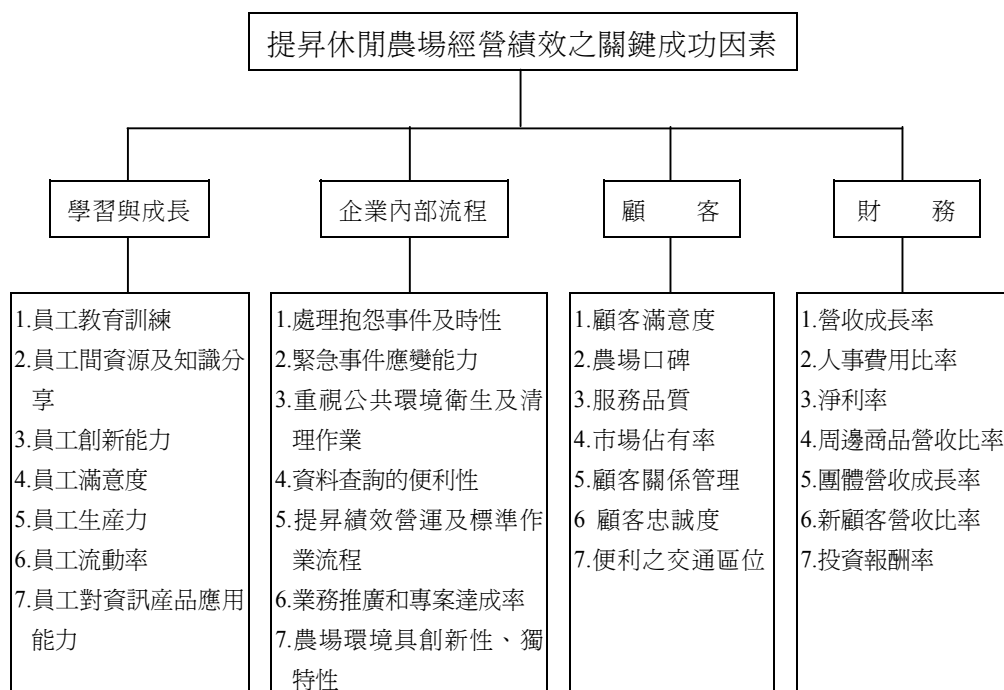 提昇休閒農場經營績效之關鍵成功因素
學習與成長
企業內部流程
顧 客
財 務
1.員工教育訓練
2.員工間資源及知識分
享
3.員工創新能力
4.員工滿意度
5.員工生産力
6.員工流動率
7.員工對資訊産品應用
能力
1.處理抱怨事件及時性
2.緊急事件應變能力
3.重視公共環境衛生及清
理作業
4.資料查詢的便利性
5.提昇績效營運及標準作
業流程
6.業務推廣和專案達成率
7.農場環境具創新性、獨
特性
1.顧客滿意度
2.農場口碑
3.服務品質
4.市場佔有率
5.顧客關係管理
6 顧客忠誠度
7.便利之交通區位
1.營收成長率
2.人事費用比率
3.淨利率
4.周邊商品營收比率
5.團體營收成長率
6.新顧客營收比率
7.投資報酬率